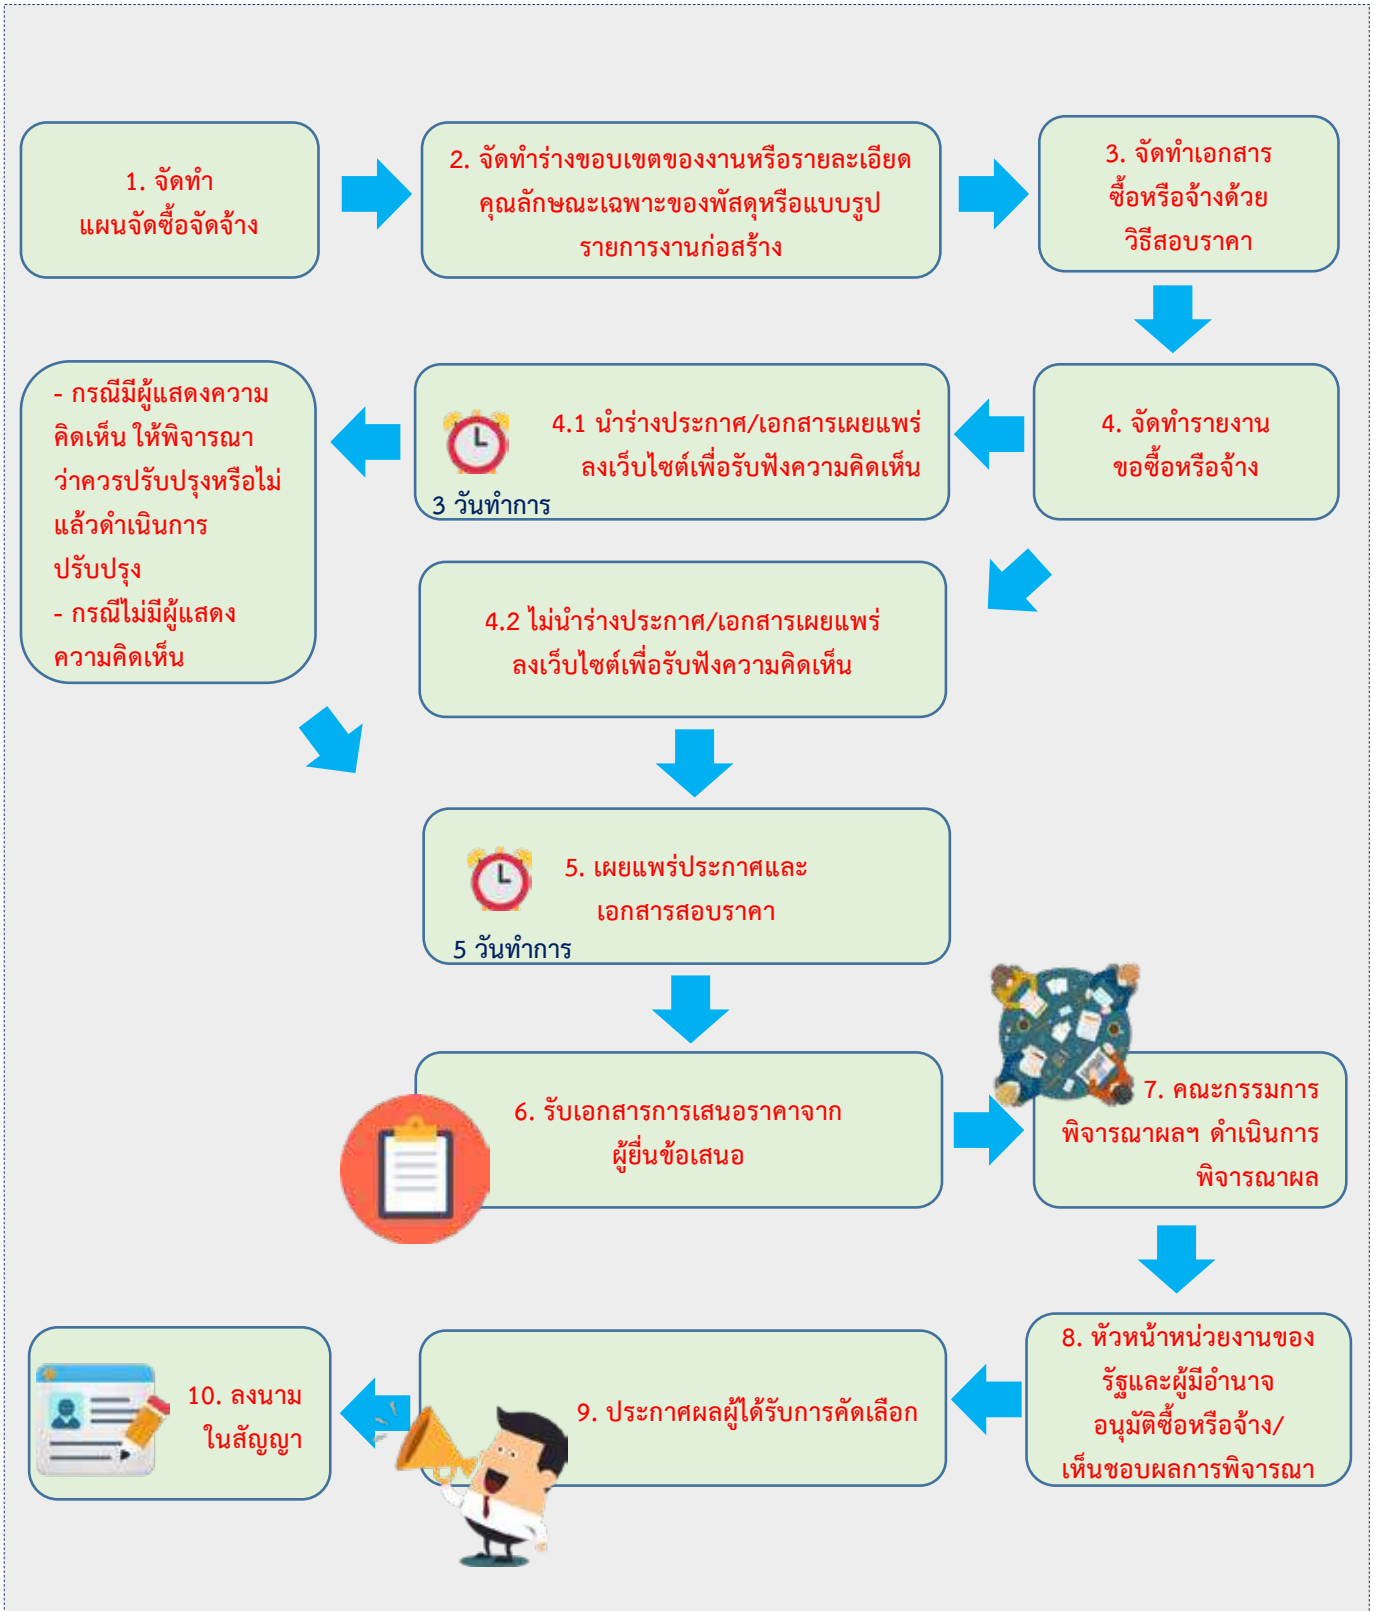 1. จัดทำ
แผนจัดซื้อจัดจ้าง
2. จัดทำร่างขอบเขตของงานหรือรายละเอียด
คุณลักษณะเฉพาะของพัสดุหรือแบบรูป
รายการงานก่อสร้าง
3. จัดทำเอกสาร
ซื้อหรือจ้างด้วย
วิธีสอบราคา
4. จัดทำรายงาน
ขอซื้อหรือจ้าง
4.1 นำร่างประกาศ/เอกสารเผยแพร่
ลงเว็บไซต์เพื่อรับฟังความคิดเห็น
3 วันทำการ
- กรณีมีผู้แสดงความ
คิดเห็น ให้พิจารณา
ว่าควรปรับปรุงหรือไม่
แล้วดำเนินการ
ปรับปรุง
- กรณีไม่มีผู้แสดง
ความคิดเห็น
4.2 ไม่นำร่างประกาศ/เอกสารเผยแพร่
ลงเว็บไซต์เพื่อรับฟังความคิดเห็น
5. เผยแพร่ประกาศและ
เอกสารสอบราคา
5 วันทำการ
6. รับเอกสารการเสนอราคาจาก
ผู้ยื่นข้อเสนอ
7. คณะกรรมการ
พิจารณาผลฯ ดำเนินการ
พิจารณาผล
8. หัวหน้าหน่วยงานของ
รัฐและผู้มีอำนาจ
อนุมัติซื้อหรือจ้าง/
เห็นชอบผลการพิจารณา
9. ประกาศผลผู้ได้รับการคัดเลือก
10. ลงนาม
ในสัญญา